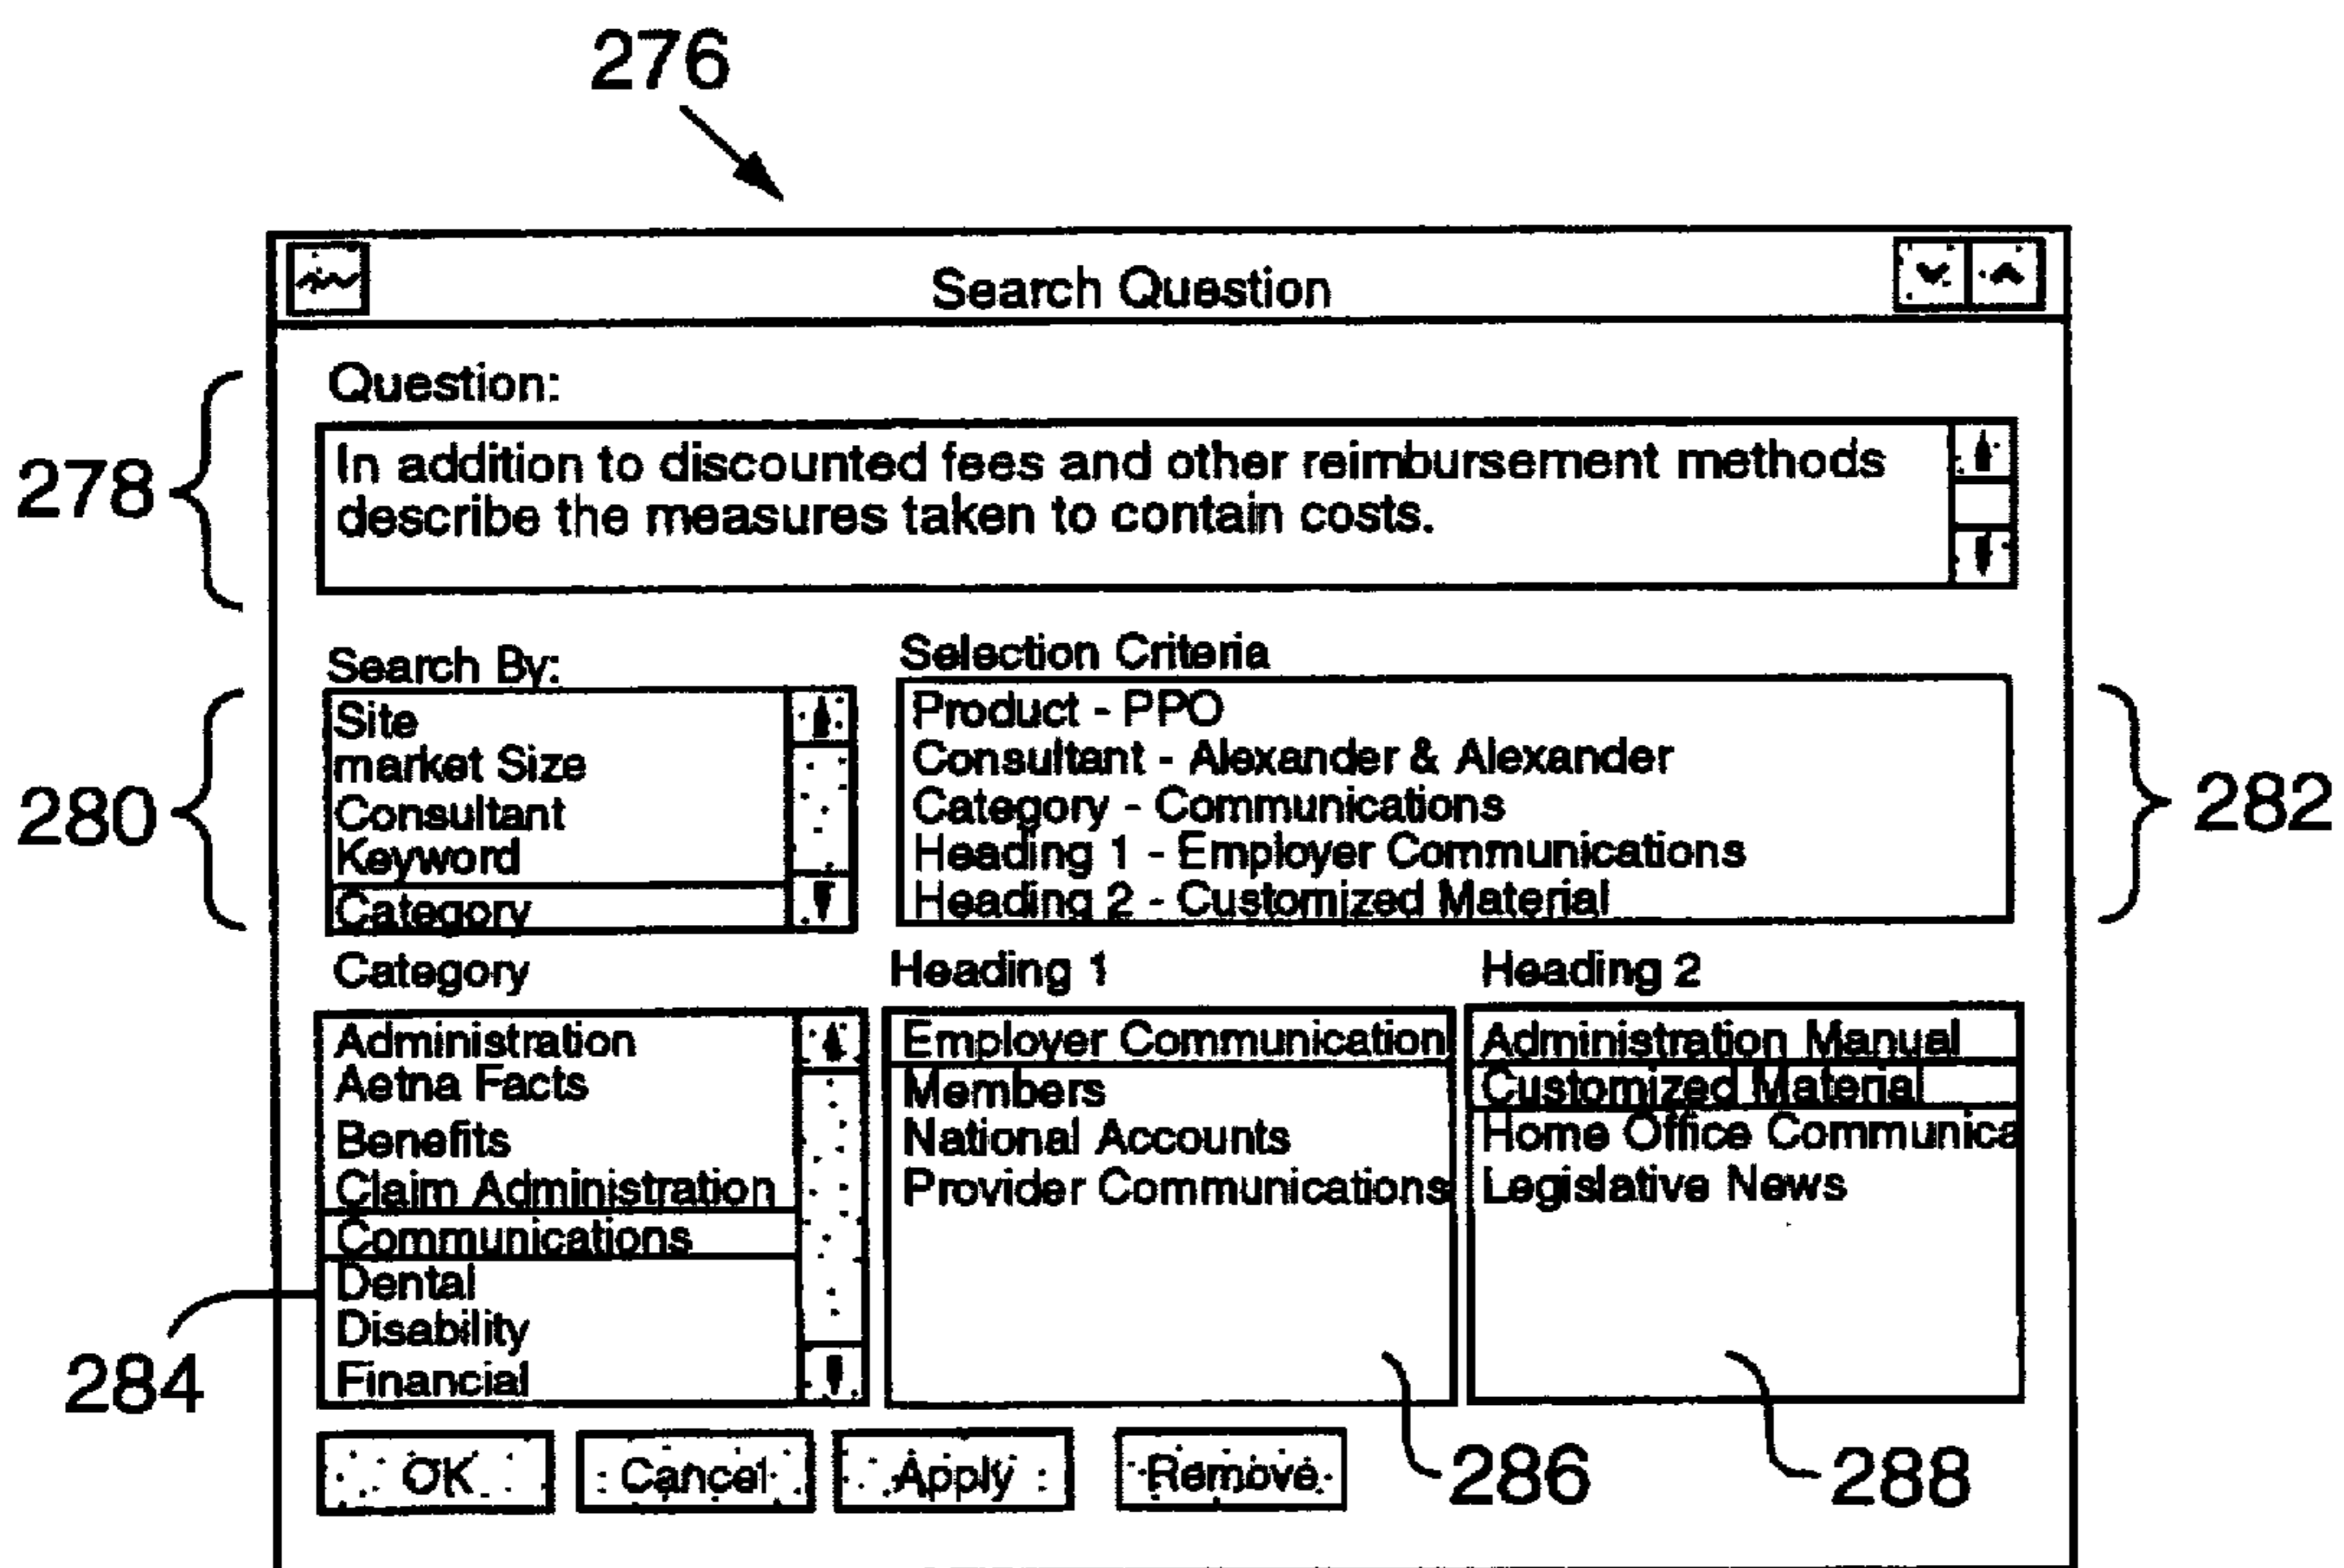 276
Search Question
Question:
278
In addition to discounted fees and other reimbursement methods
describe the measures taken to contain costs.
Search By:
Selection Criteria
280
Site
market Size
Consultant
Keyword
Category
Product - PPO
Consultant - Alexander & Alexander
Category - Communications
Heading 1 - Employer Communications
Heading 2 - Customized Material
282
Category
Heading 1
Heading 2
Administration
Aetna Facts
Benefits
Claim Administration
Communications
Dental
Disability
Financial
284
Employer Communication
Members
National Accounts
Provider Communications
286
Administration Manual
Customized Material
Home Office Communica
Legislative News
288
OK
Cancel
Apply
Remove